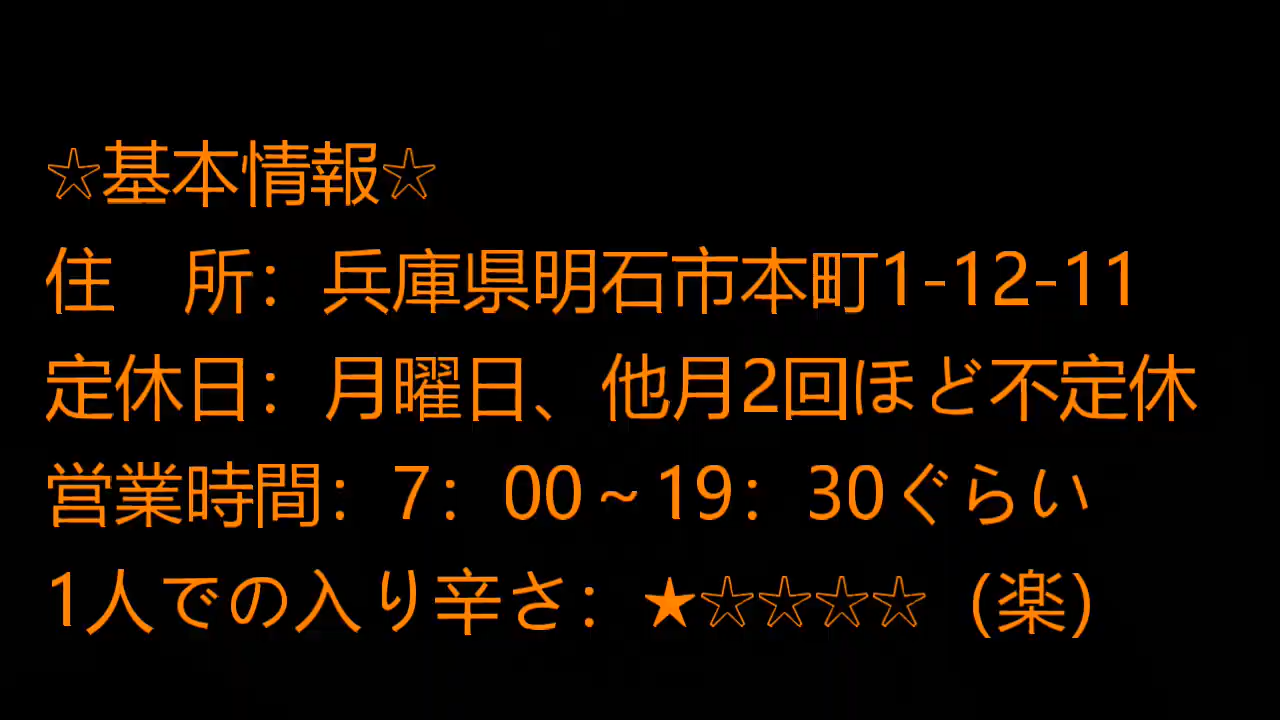 ☆基本情報☆
住　所：兵庫県明石市本町1-12-11
定休日：月曜日、他月2回ほど不定休
営業時間：7：00～19：30ぐらい
1人での入り辛さ：★☆☆☆☆（楽）